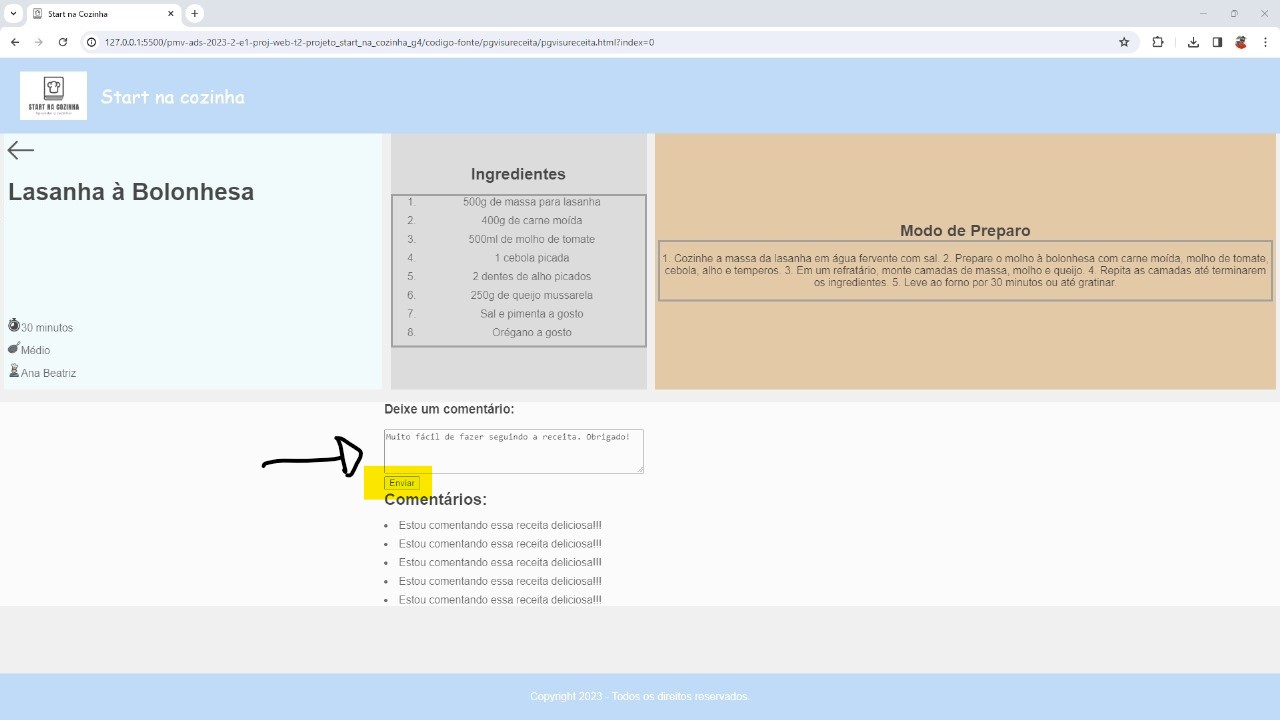 Start na Cozinha
127.0.0.1:5500/pmv-ads-2023-2-e1-proj-web-t2-projeto_start_na_cozinha_g4/codigo-fonte/pgvisureceita/pgvisureceita.html?index=0
START NA COZINHA
Start na cozinha
Lasanha à Bolonhesa
30 minutos
Médio
Ana Beatriz
Ingredientes
1. 500g de massa para lasanha
2. 400g de carne moída
3. 500ml de molho de tomate
4. 1 cebola picada
5. 2 dentes de alho picados
6. 250g de queijo mussarela
7. Sal e pimenta a gosto
8. Orégano a gosto
Modo de Preparo
1. Cozinhe a massa da lasanha em água fervente com sal. 2. Prepare o molho à bolonhesa com carne moída, molho de tomate,
cebola, alho e temperos. 3. Em um refratário, monte camadas de massa, molho e queijo. 4. Repita as camadas até terminarem
os ingredientes. 5. Leve ao forno por 30 minutos ou até gratinar.
Deixe um comentário:
Muito fácil de fazer seguindo a receita. Obrigado!
Enviar
Comentários:
• Estou comentando essa receita deliciosa!!!
• Estou comentando essa receita deliciosa!!!
• Estou comentando essa receita deliciosa!!!
• Estou comentando essa receita deliciosa!!!
• Estou comentando essa receita deliciosa!!!
Copyright 2023 - Todos os direitos reservados.